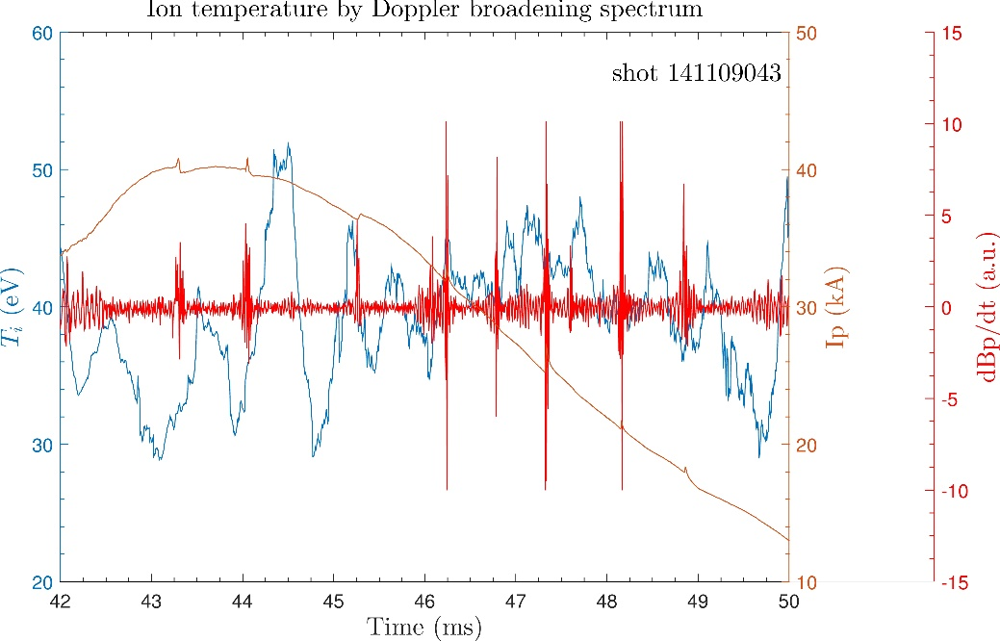 Ion temperature by Doppler broadening spectrum
60 50 15
shot 141109043
10
50 40
5
40 30 0
-5
30 20
-10
20 10 -15
42 43 44 45 46 47 48 49 50
Time (ms)
T_i (eV)
Ip (kA)
dBp/dt (a.u.)